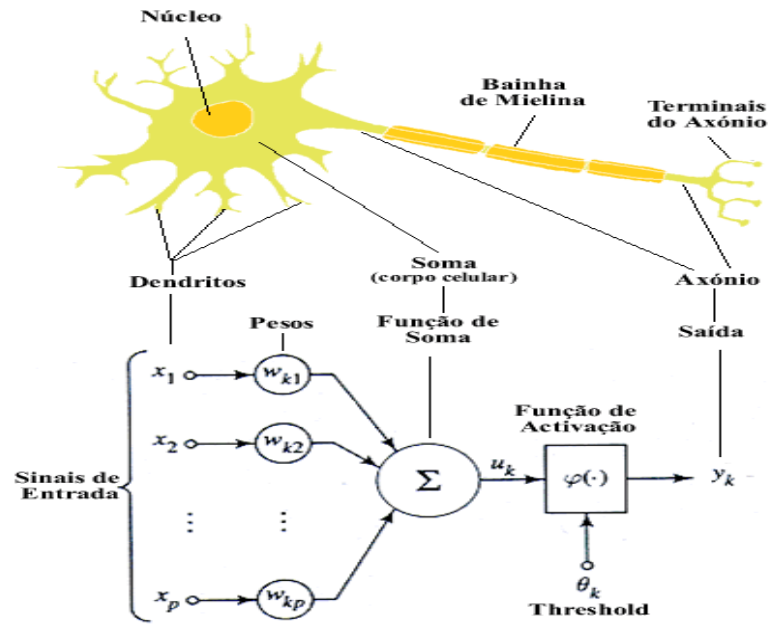 Núcleo
Bainha
de Mielina
Terminais
do Axónio
Dendritos
Soma
(corpo celular)
Axónio
Pesos
Função de
Soma
Saída
x1
wk1
Função de
Activação
x2
wk2
Sinais de
Entrada
Σ
uk
φ(·)
yk
⋮ ⋮
xp
wkp
θk
Threshold